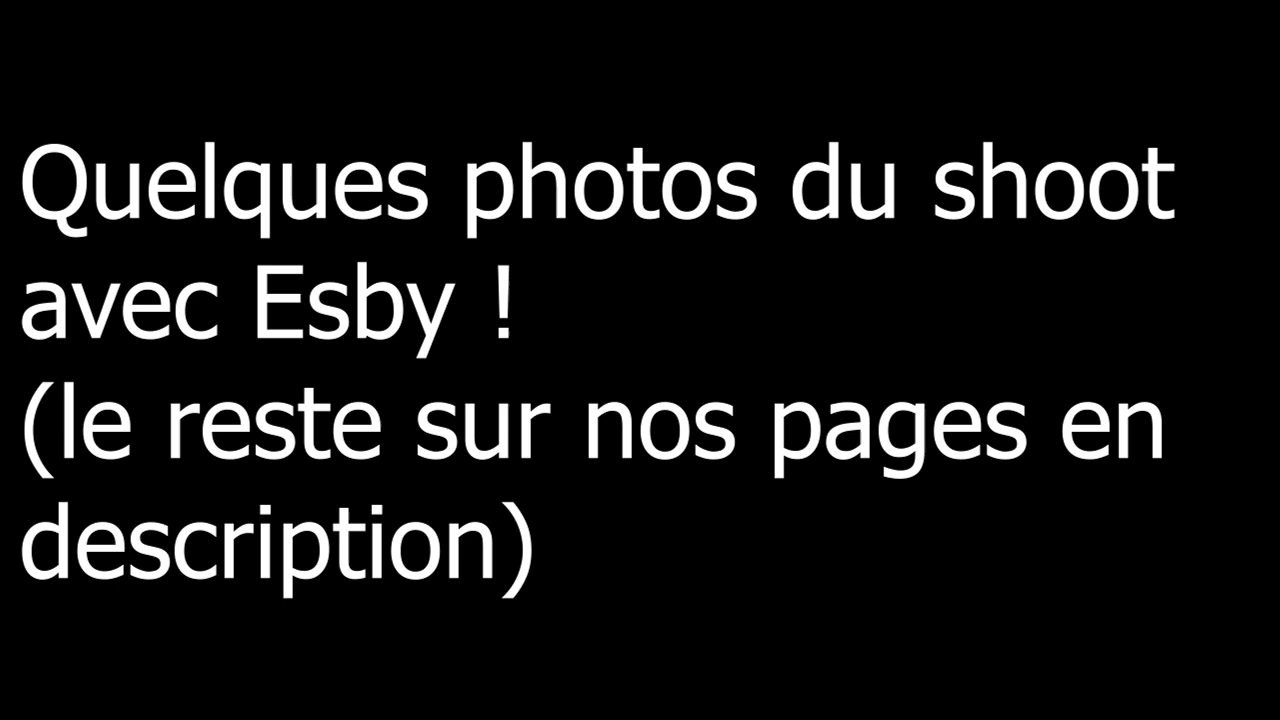 Quelques photos du shoot
avec Esby !
(le reste sur nos pages en
description)